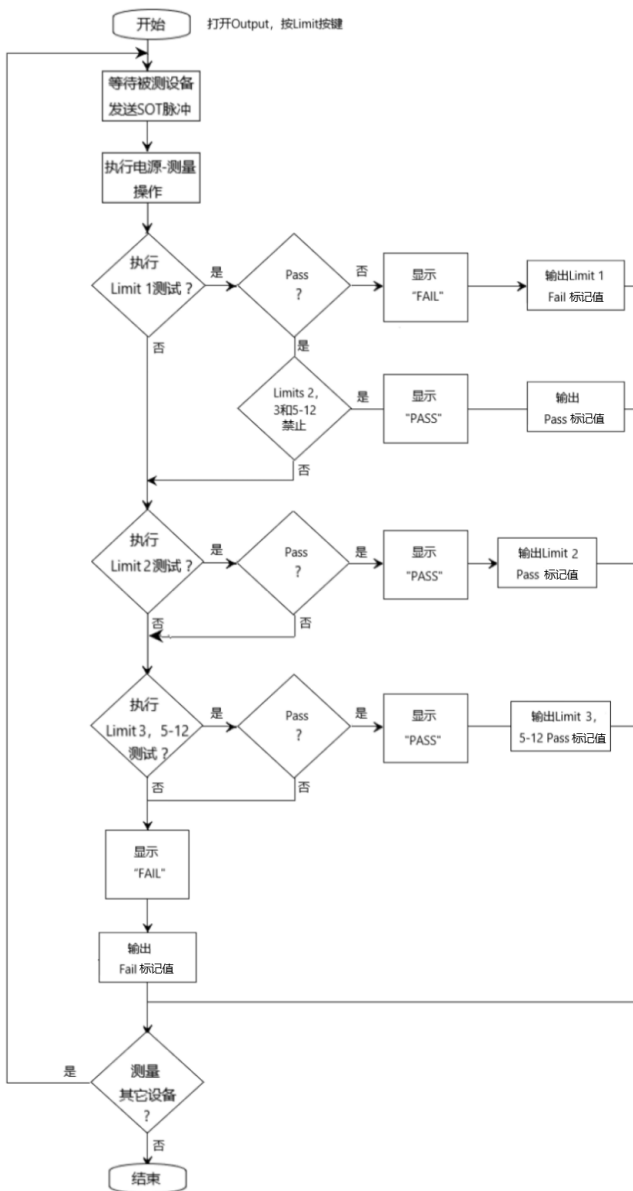 开始
打开Output，按Limit按键
等待被测设备
发送SOT脉冲
执行电源-测量
操作
执行
Limit 1测试？
是
Pass
？
否
显示
"FAIL"
输出Limit 1
Fail 标记值
否
是
Limits 2，
3和5-12
禁止
是
显示
"PASS"
输出
Pass 标记值
否
执行
Limit 2测试？
是
Pass
？
是
显示
"PASS"
输出Limit 2
Pass 标记值
否
否
执行
Limit 3，5-12
测试？
是
Pass
？
是
显示
"PASS"
输出Limit 3，
5-12 Pass 标记值
否
否
显示
"FAIL"
输出
Fail 标记值
是
测量
其它设备
？
否
结束